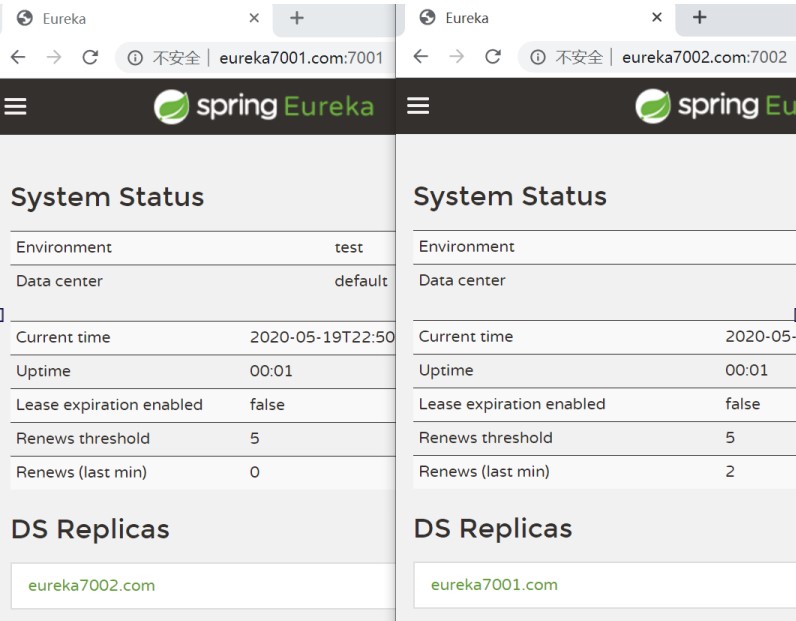 Eureka
不安全 | eureka7001.com:7001
spring Eureka
System Status
Environment test
Data center default
Current time 2020-05-19T22:50
Uptime 00:01
Lease expiration enabled false
Renews threshold 5
Renews (last min) 0
DS Replicas
eureka7002.com
Eureka
不安全 | eureka7002.com:7002
spring Eu
System Status
Environment
Data center
Current time 2020-05-
Uptime 00:01
Lease expiration enabled false
Renews threshold 5
Renews (last min) 2
DS Replicas
eureka7001.com